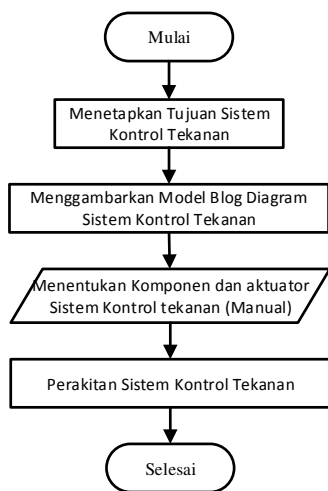 Mulai
Menetapkan Tujuan Sistem
Kontrol Tekanan
Menggambarkan Model Blog Diagram
Sistem Kontrol Tekanan
Menentukan Komponen dan aktuator
Sistem Kontrol tekanan (Manual)
Perakitan Sistem Kontrol Tekanan
Selesai